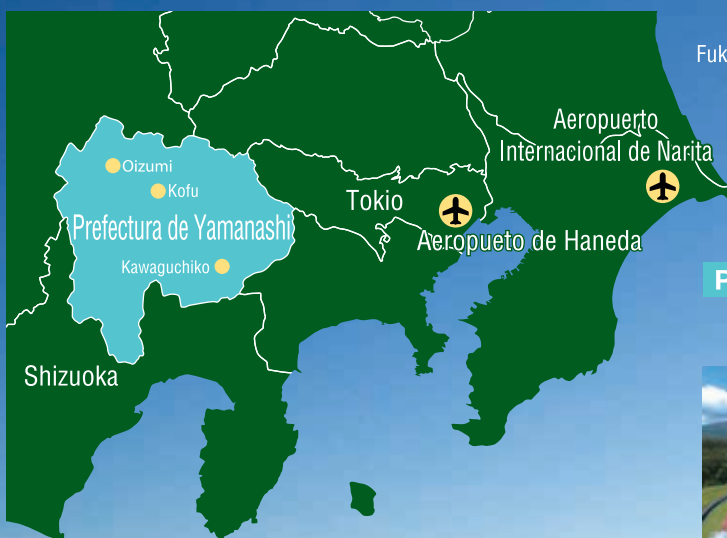 Fuk
Aeropuerto
Internacional de Narita
Oizumi
Kofu
Tokio
Prefectura de Yamanashi
Aeropueto de Haneda
Kawaguchiko
P
Shizuoka